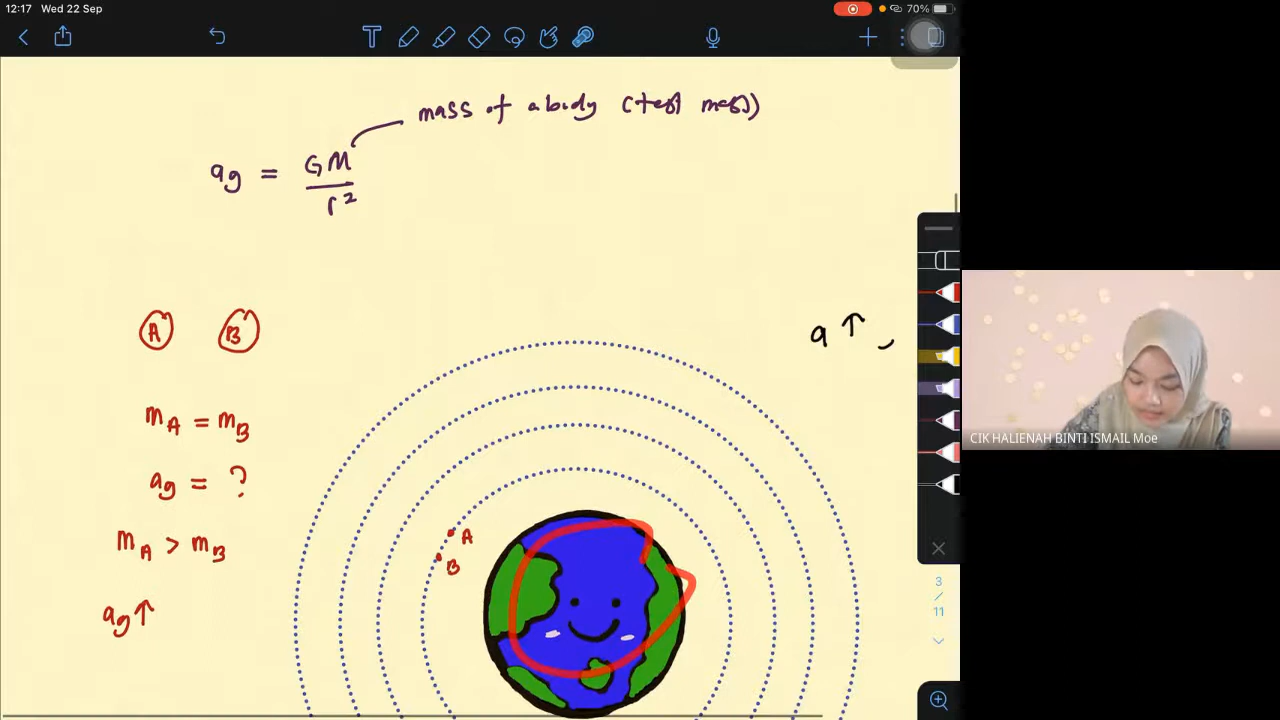 12:17 Wed 22 Sep
70%
mass of a body (test mass)
ag = GM
r²
A B
a ↑
mA = mB
ag = ?
mA > mB
ag ↑
A
B
CIK HALIENAH BINTI ISMAIL Moe
3
/
11